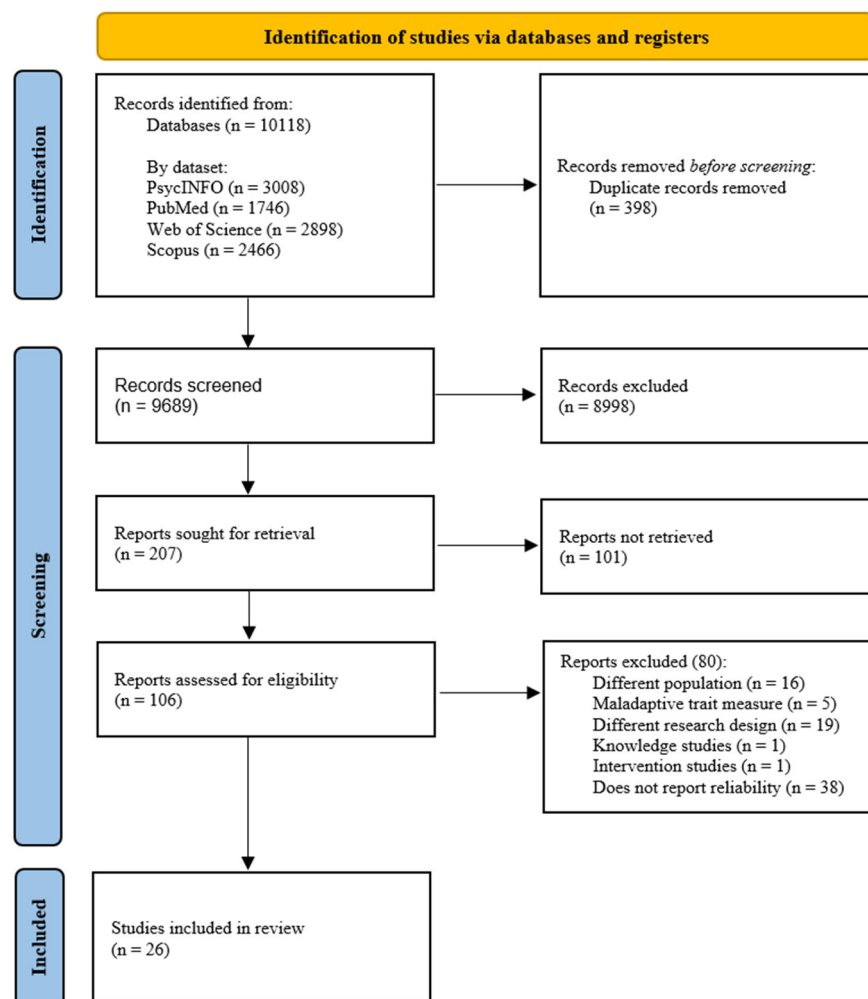 Identification of studies via databases and registers
Identification
Records identified from:
Databases (n = 10118)
By dataset:
PsycINFO (n = 3008)
PubMed (n = 1746)
Web of Science (n = 2898)
Scopus (n = 2466)
Records removed before screening:
Duplicate records removed
(n = 398)
Screening
Records screened
(n = 9689)
Records excluded
(n = 8998)
Reports sought for retrieval
(n = 207)
Reports not retrieved
(n = 101)
Reports assessed for eligibility
(n = 106)
Reports excluded (80):
Different population (n = 16)
Maladaptive trait measure (n = 5)
Different research design (n = 19)
Knowledge studies (n = 1)
Intervention studies (n = 1)
Does not report reliability (n = 38)
Included
Studies included in review
(n = 26)